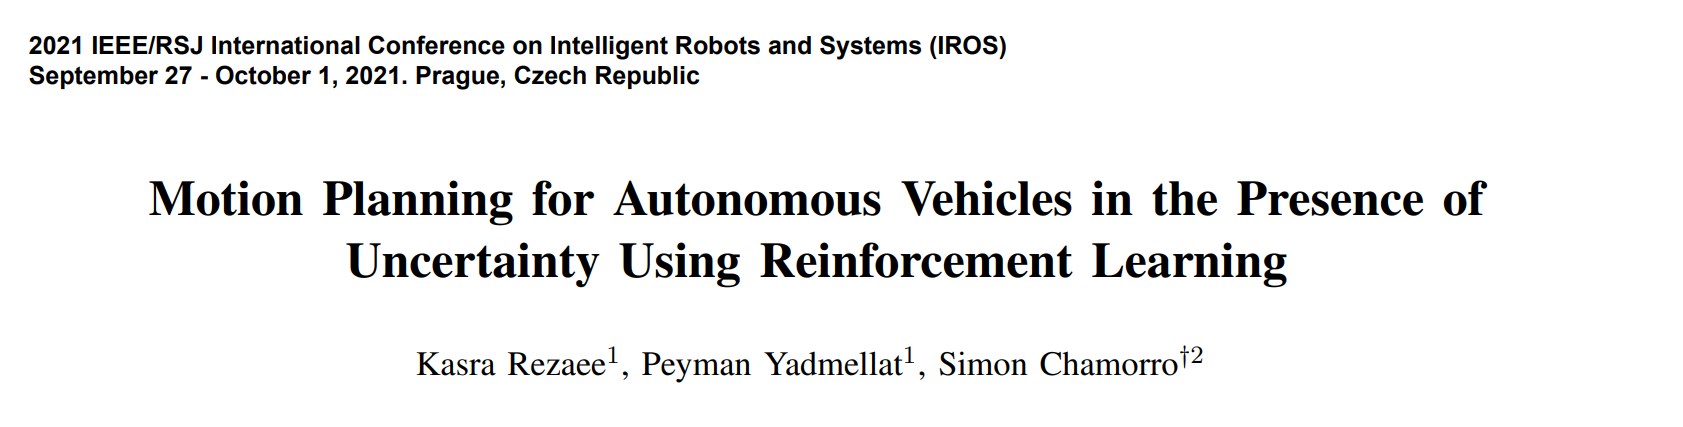 2021 IEEE/RSJ International Conference on Intelligent Robots and Systems (IROS)
September 27 - October 1, 2021. Prague, Czech Republic
Motion Planning for Autonomous Vehicles in the Presence of
Uncertainty Using Reinforcement Learning
Kasra Rezaee¹, Peyman Yadmellat¹, Simon Chamorro†²